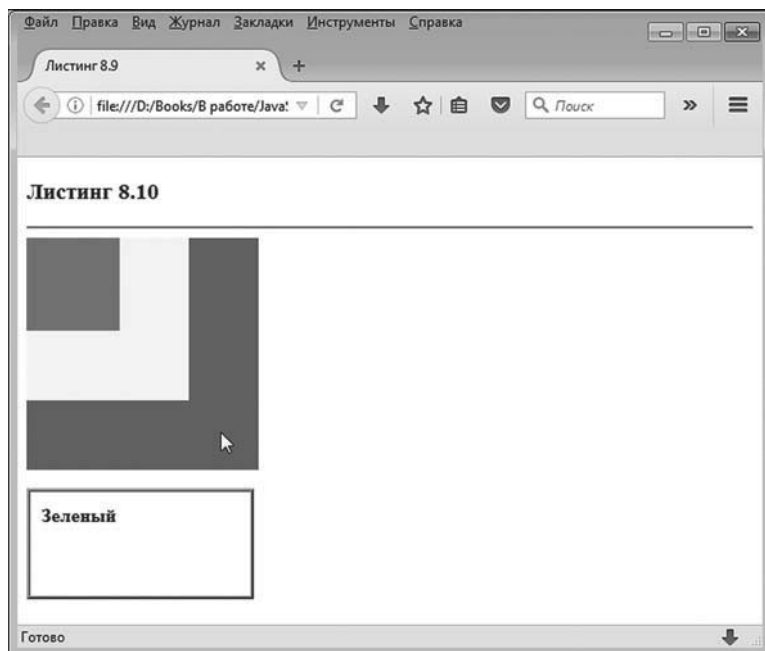 Файл Правка Вид Журнал Закладки Инструменты Справка
Листинг 8.9
file:///D:/Books/В работе/Java!
Поиск
Листинг 8.10
Зеленый
Готово